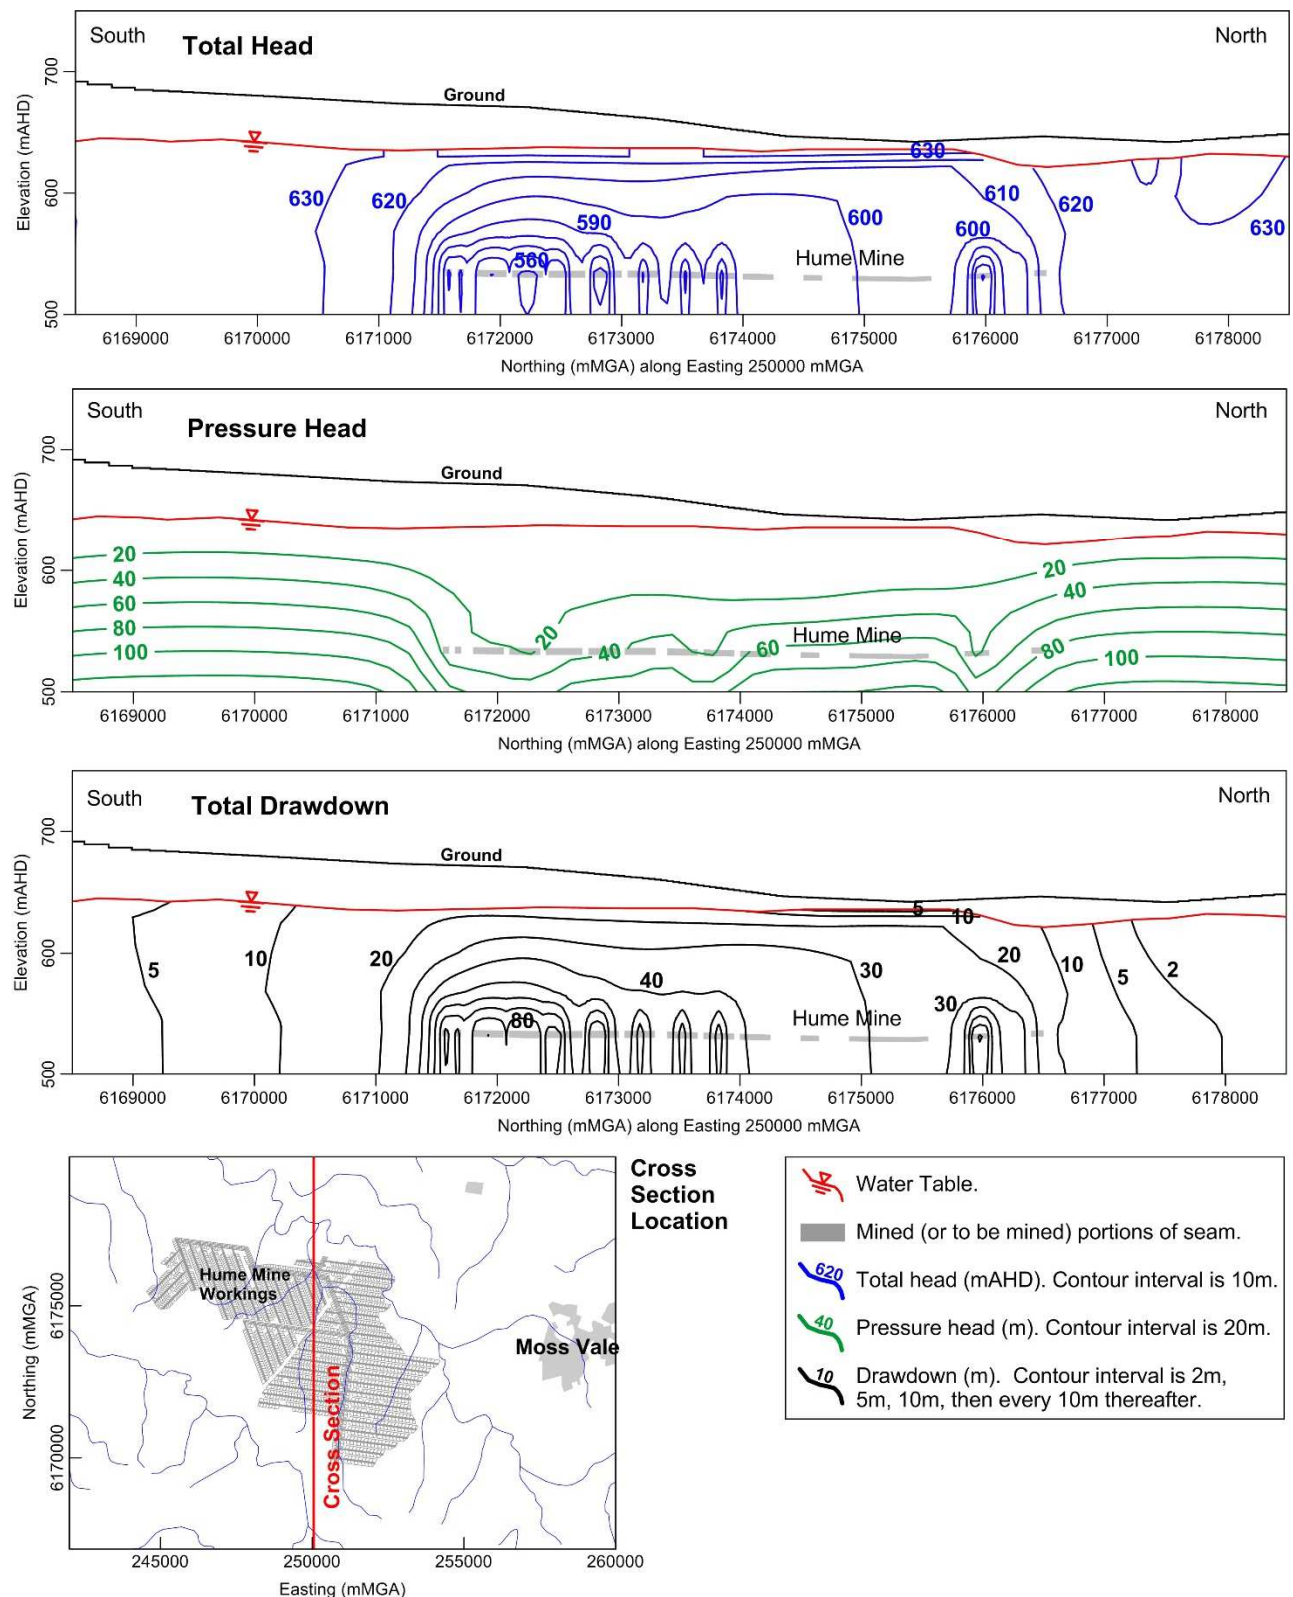 South
Total Head
North
700
Ground
630
600
630
620
590
600
610
620
600
630
Hume Mine
560
500
Elevation (mAHD)
6169000 6170000 6171000 6172000 6173000 6174000 6175000 6176000 6177000 6178000
Northing (mMGA) along Easting 250000 mMGA
South
Pressure Head
North
700
Ground
20
600
20
40
40
60
20
Hume Mine
80
40
60
80
100
100
500
Elevation (mAHD)
6169000 6170000 6171000 6172000 6173000 6174000 6175000 6176000 6177000 6178000
Northing (mMGA) along Easting 250000 mMGA
South
Total Drawdown
North
700
Ground
5
10
600
5
10
20
40
30
20
10
5
2
30
80
Hume Mine
500
Elevation (mAHD)
6169000 6170000 6171000 6172000 6173000 6174000 6175000 6176000 6177000 6178000
Northing (mMGA) along Easting 250000 mMGA
Cross
Section
Location
Hume Mine
Workings
Moss Vale
Cross Section
6175000
6170000
Northing (mMGA)
245000 250000 255000 260000
Easting (mMGA)
Water Table.
Mined (or to be mined) portions of seam.
620
Total head (mAHD). Contour interval is 10m.
40
Pressure head (m). Contour interval is 20m.
10
Drawdown (m). Contour interval is 2m,
5m, 10m, then every 10m thereafter.